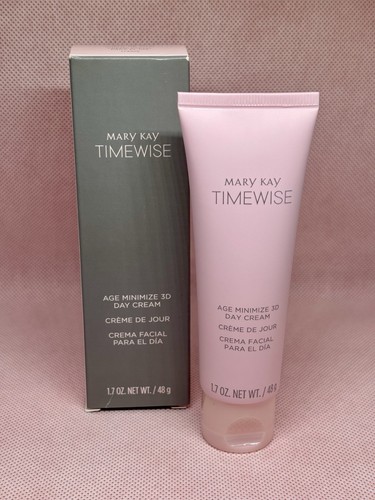 MARY KAY
TIMEWISE
AGE MINIMIZE 3D
DAY CREAM
CRÈME DE JOUR
CREMA FACIAL
PARA EL DÍA
1.7 OZ. NET WT. / 48 g
MARY KAY
TIMEWISE
AGE MINIMIZE 3D
DAY CREAM
CRÈME DE JOUR
CREMA FACIAL
PARA EL DÍA
1.7 OZ. NET WT. / 48 g